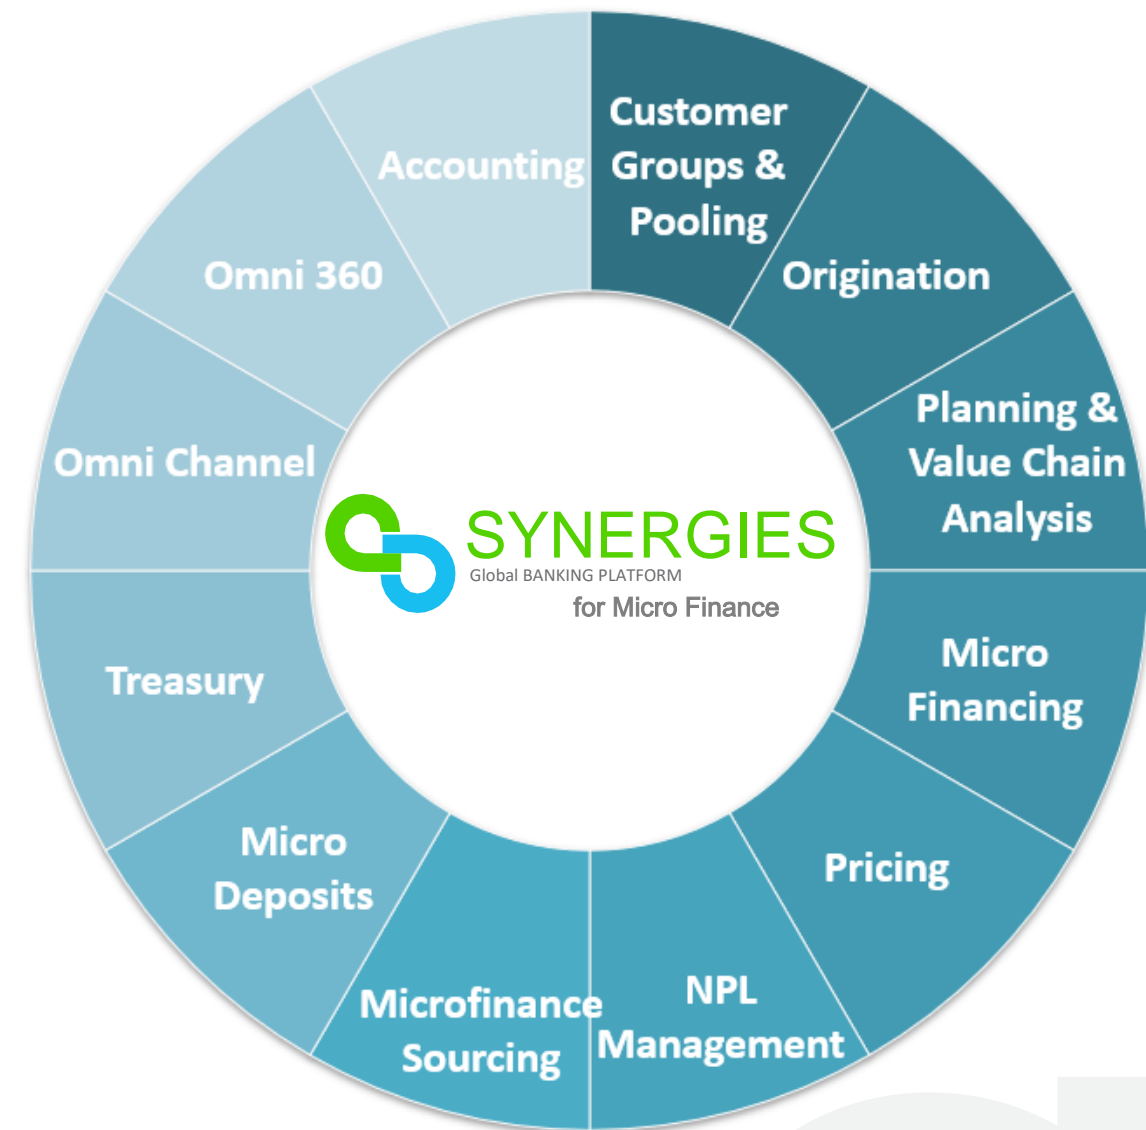 Customer
Groups &
Pooling
Origination
Planning &
Value Chain
Analysis
Micro
Financing
Pricing
NPL
Management
Microfinance
Sourcing
Micro
Deposits
Treasury
Omni Channel
Omni 360
Accounting
SYNERGIES
Global BANKING PLATFORM
for Micro Finance